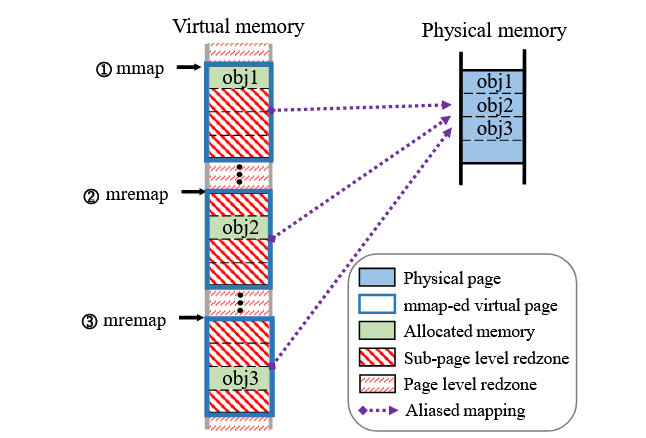 Virtual memory
Physical memory
① mmap
obj1
obj1
obj2
obj3
② mremap
obj2
③ mremap
obj3
Physical page
mmap-ed virtual page
Allocated memory
Sub-page level redzone
Page level redzone
Aliased mapping